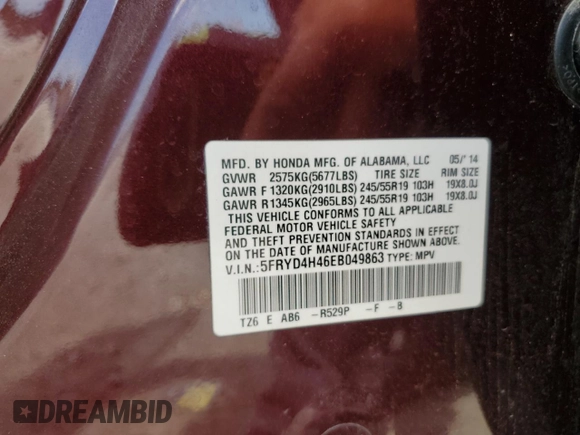 MFD. BY HONDA MFG. OF ALABAMA, LLC 05/'14
GVWR 2575KG(5677LBS) TIRE SIZE RIM SIZE
GAWR F 1320KG(2910LBS) 245/55R19 103H 19X8.0J
GAWR R 1345KG(2965LBS) 245/55R19 103H 19X8.0J
THIS VEHICLE CONFORMS TO ALL APPLICABLE
FEDERAL MOTOR VEHICLE SAFETY
AND THEFT PREVENTION STANDARDS IN EFFECT
ON THE DATE OF MANUFACTURE SHOWN ABOVE.
V.I.N.:5FRYD4H46EB049863 TYPE: MPV
TZ6 E AB6 -R529P -F -B
DREAMBID